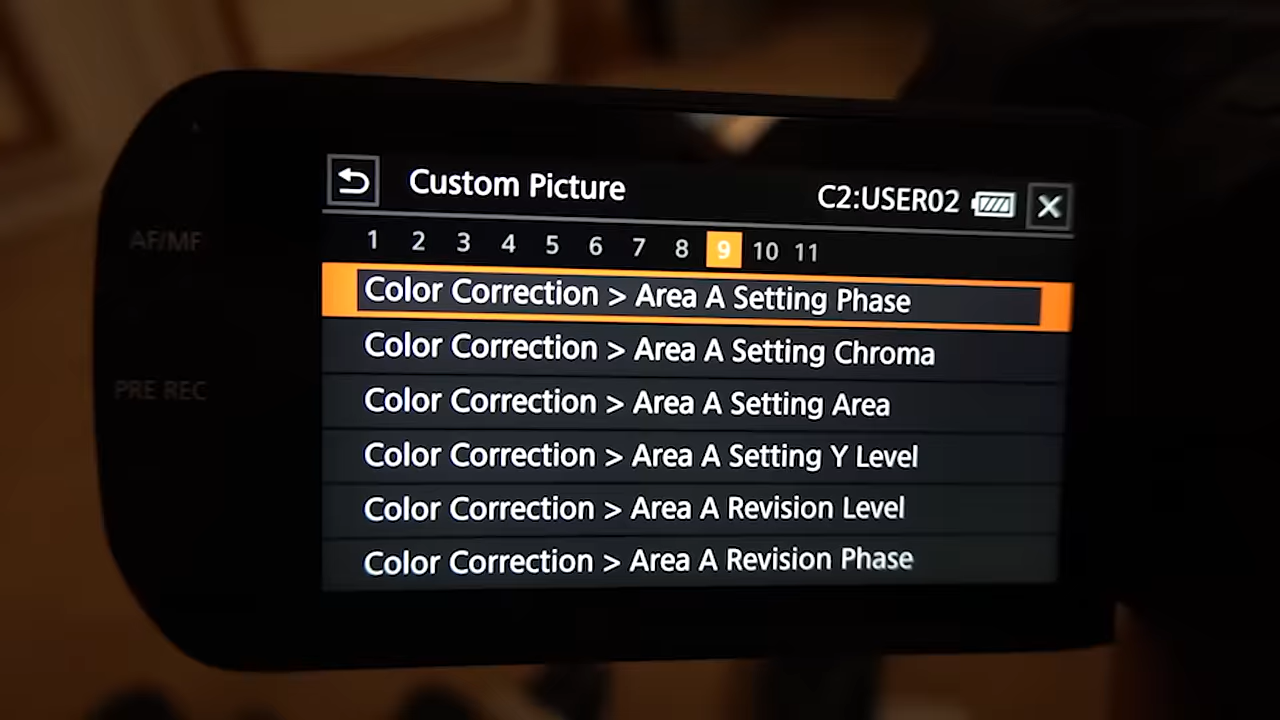 Custom Picture
C2:USER02
1 2 3 4 5 6 7 8 9 10 11
AF/MF
Color Correction > Area A Setting Phase
Color Correction > Area A Setting Chroma
PRE REC
Color Correction > Area A Setting Area
Color Correction > Area A Setting Y Level
Color Correction > Area A Revision Level
Color Correction > Area A Revision Phase